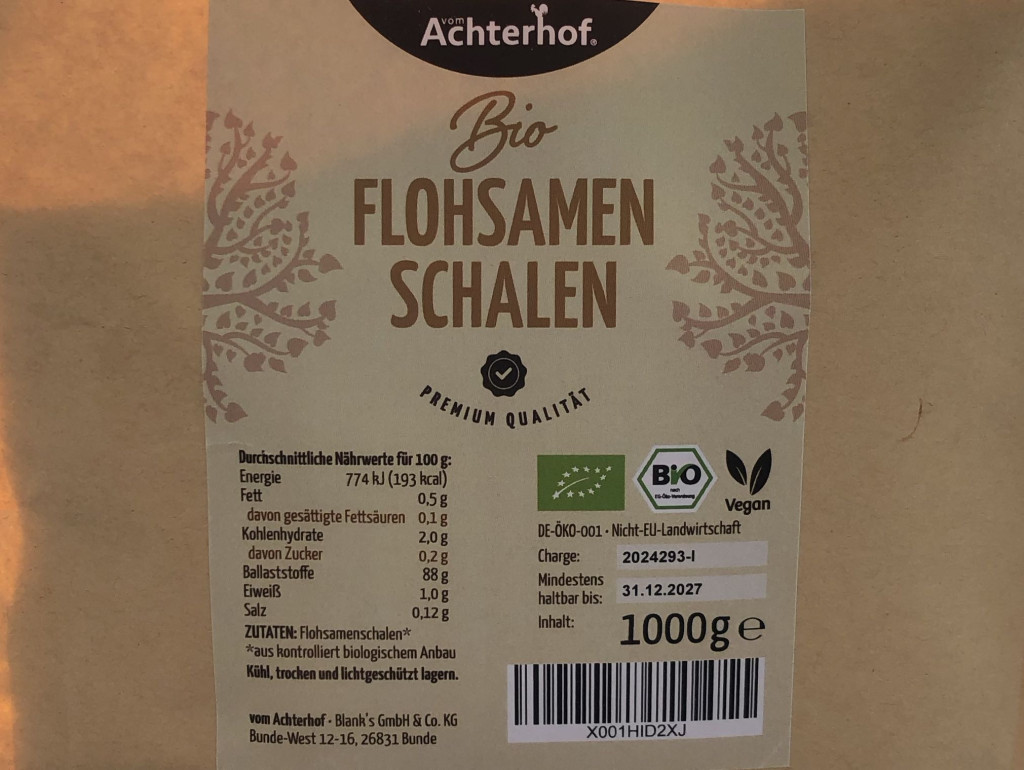 vom
Achterhof®
Bio
FLOHSAMEN
SCHALEN
PREMIUM QUALITÄT
Durchschnittliche Nährwerte für 100 g:
Energie 774 kJ (193 kcal)
Fett 0,5 g
davon gesättigte Fettsäuren 0,1 g
Kohlenhydrate 2,0 g
davon Zucker 0,2 g
Ballaststoffe 88 g
Eiweiß 1,0 g
Salz 0,12 g
ZUTATEN: Flohsamenschalen*
*aus kontrolliert biologischem Anbau
Kühl, trocken und lichtgeschützt lagern.
vom Achterhof · Blank's GmbH & Co. KG
Bunde-West 12-16, 26831 Bunde
BiO
nach
EG-Öko-Verordnung
Vegan
DE-ÖKO-001 · Nicht-EU-Landwirtschaft
Charge: 2024293-I
Mindestens
haltbar bis: 31.12.2027
Inhalt: 1000g e
X001HID2XJ